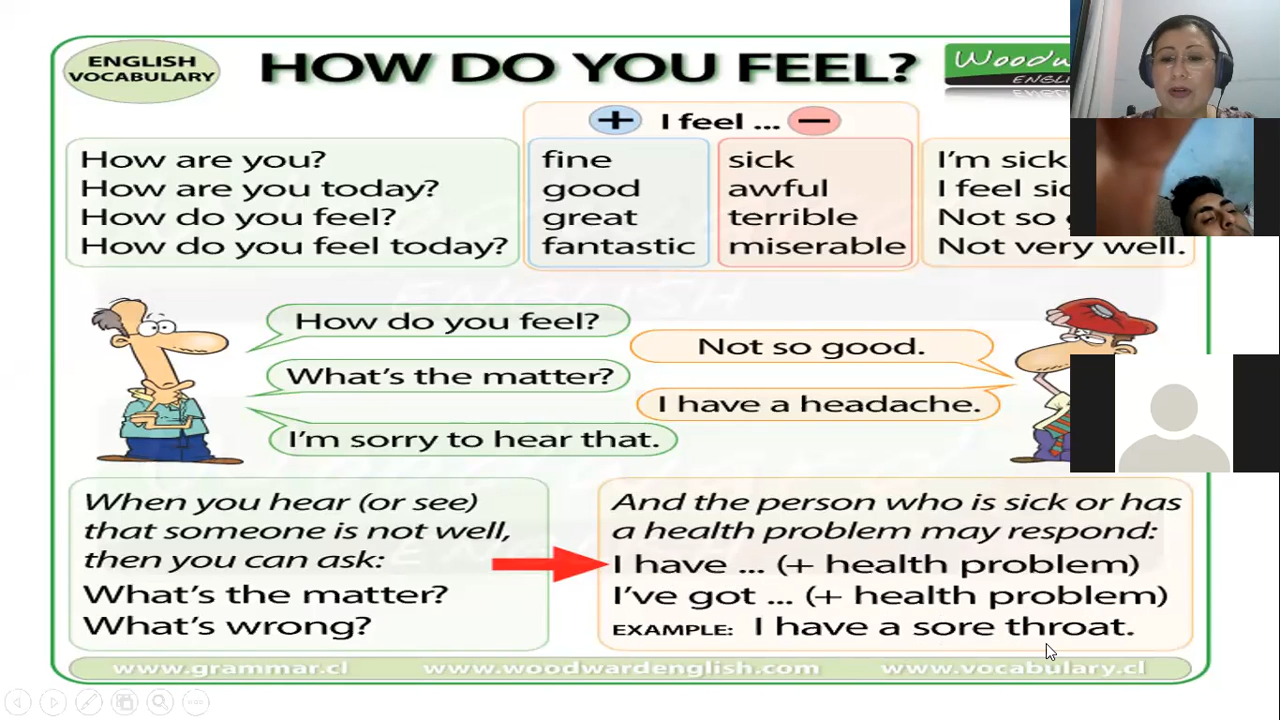 ENGLISH
VOCABULARY
HOW DO YOU FEEL?
ENGLISH
+ I feel ... −
How are you?
How are you today?
How do you feel?
How do you feel today?
fine
good
great
fantastic
sick
awful
terrible
miserable
I'm sick
I feel
Not so
Not very well.
How do you feel?
What's the matter?
I'm sorry to hear that.
Not so good.
I have a headache.
When you hear (or see)
that someone is not well,
then you can ask:
What's the matter?
What's wrong?
And the person who is sick or has
a health problem may respond:
I have ... (+ health problem)
I've got ... (+ health problem)
EXAMPLE: I have a sore throat.
www.woodwardenglish.com
www.vocabulary.cl